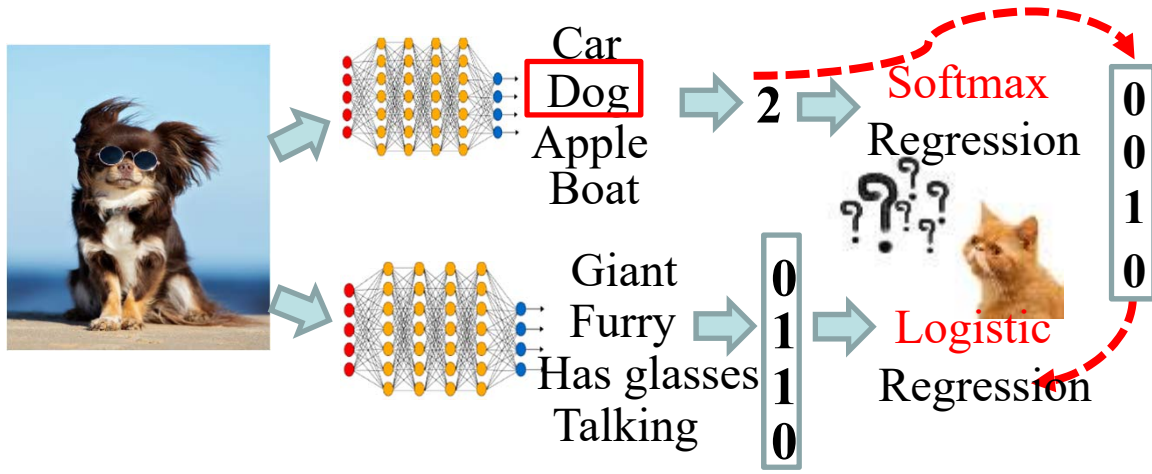 Car
Dog
Apple
Boat
2
Softmax
Regression
0
0
1
0
? ? ? ? ? ?
Giant
Furry
Has glasses
Talking
0
1
1
0
Logistic
Regression